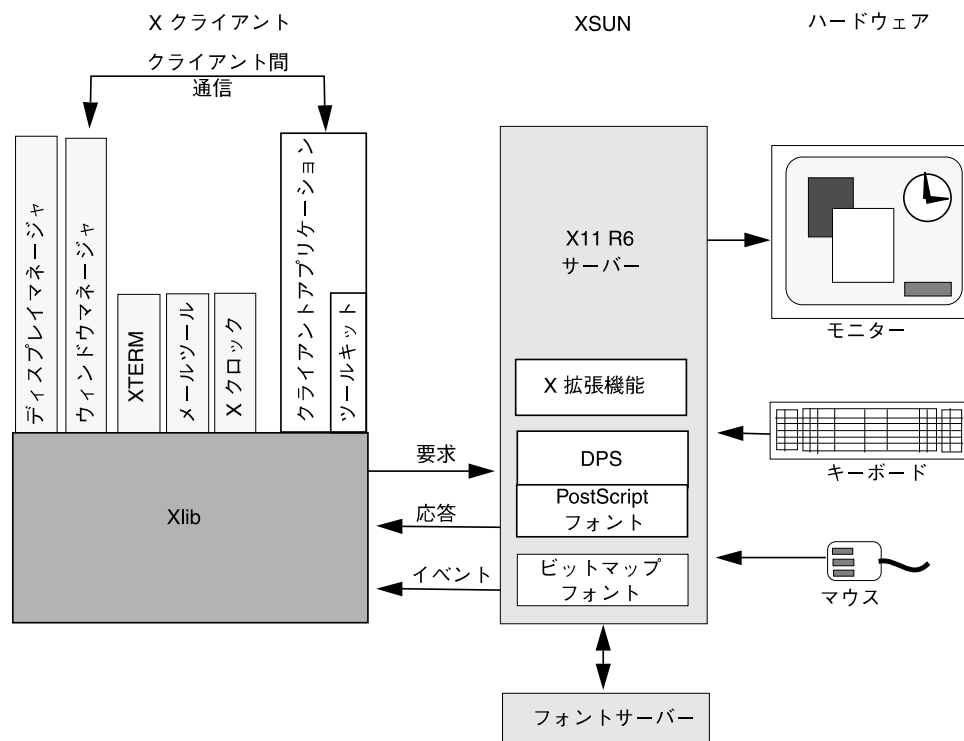 X クライアント
XSUN
ハードウェア
クライアント間
通信
ディスプレイマネージャ
ウィンドウマネージャ
XTERM
メールツール
X クロック
クライアントアプリケーション
ツールキット
Xlib
要求
応答
イベント
X11 R6
サーバー
X 拡張機能
DPS
PostScript
フォント
ビットマップ
フォント
フォントサーバー
モニター
キーボード
マウス